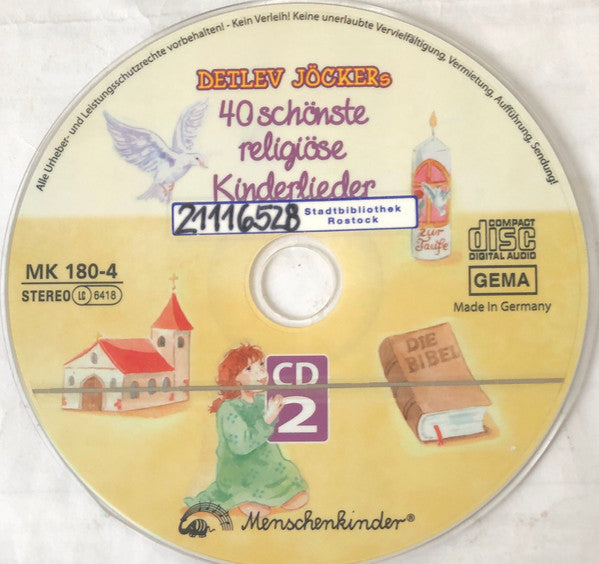 Alle Urheber- und Leistungsschutzrechte vorbehalten! - Kein Verleih! Keine unerlaubte Vervielfältigung, Vermietung, Aufführung, Sendung!
DETLEV JÖCKERs
40 schönste
religiöse
Kinderlieder
21116528
Stadtbibliothek
Rostock
zur
Taufe
MK 180-4
STEREO LC 6418
COMPACT
disc
DIGITAL AUDIO
GEMA
Made in Germany
DIE
BIBEL
CD
2
Menschenkinder®